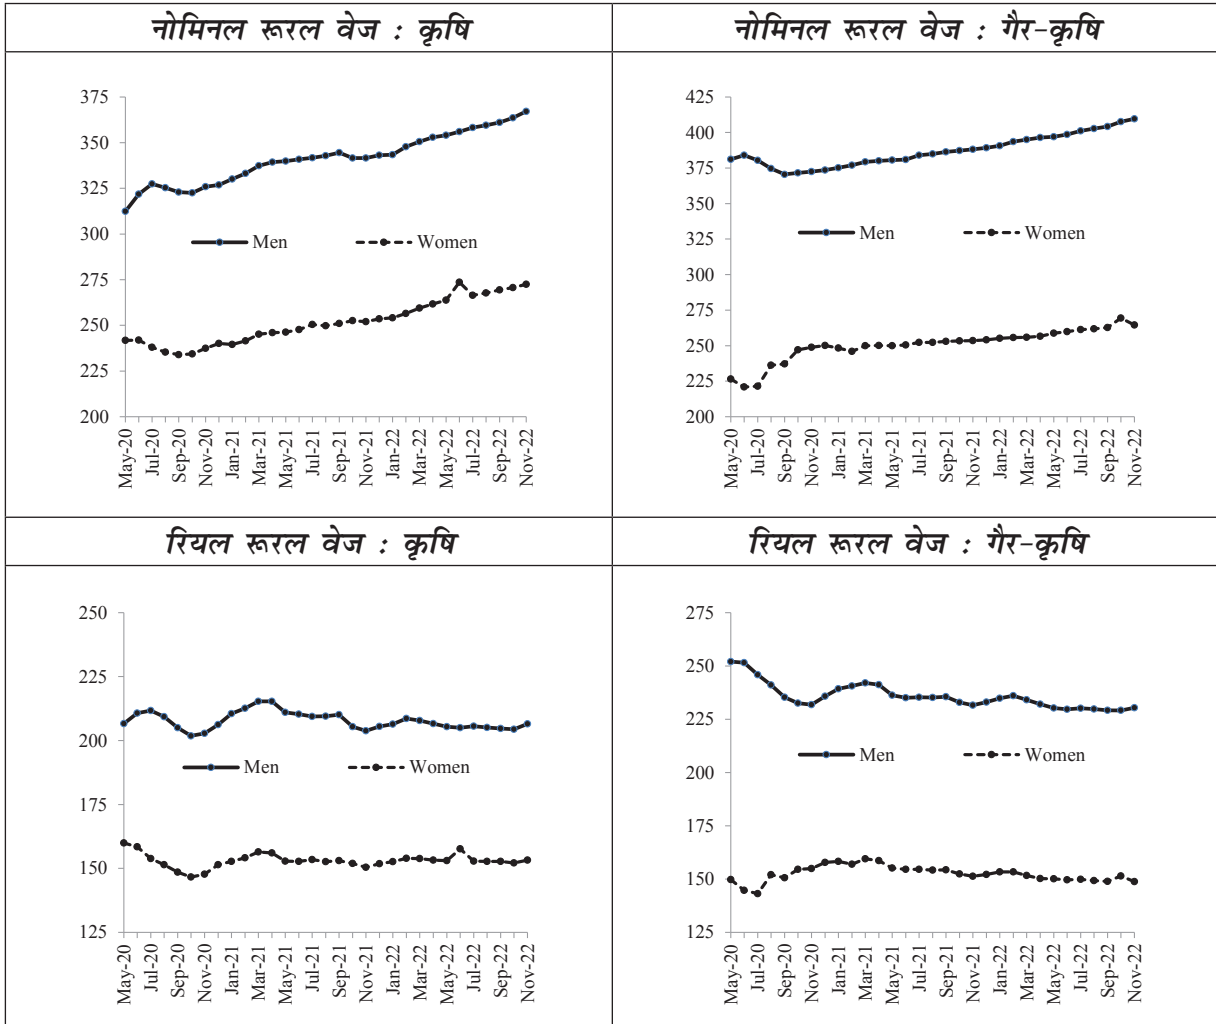 नोमिनल रूरल वेज : कृषि
375
350
325
300
275
250
225
200
Men
Women
May-20
Jul-20
Sep-20
Nov-20
Jan-21
Mar-21
May-21
Jul-21
Sep-21
Nov-21
Jan-22
Mar-22
May-22
Jul-22
Sep-22
Nov-22
नोमिनल रूरल वेज : गैर-कृषि
425
400
375
350
325
300
275
250
225
200
Men
Women
May-20
Jul-20
Sep-20
Nov-20
Jan-21
Mar-21
May-21
Jul-21
Sep-21
Nov-21
Jan-22
Mar-22
May-22
Jul-22
Sep-22
Nov-22
रियल रूरल वेज : कृषि
250
225
200
175
150
125
Men
Women
May-20
Jul-20
Sep-20
Nov-20
Jan-21
Mar-21
May-21
Jul-21
Sep-21
Nov-21
Jan-22
Mar-22
May-22
Jul-22
Sep-22
Nov-22
रियल रूरल वेज : गैर-कृषि
275
250
225
200
175
150
125
Men
Women
May-20
Jul-20
Sep-20
Nov-20
Jan-21
Mar-21
May-21
Jul-21
Sep-21
Nov-21
Jan-22
Mar-22
May-22
Jul-22
Sep-22
Nov-22